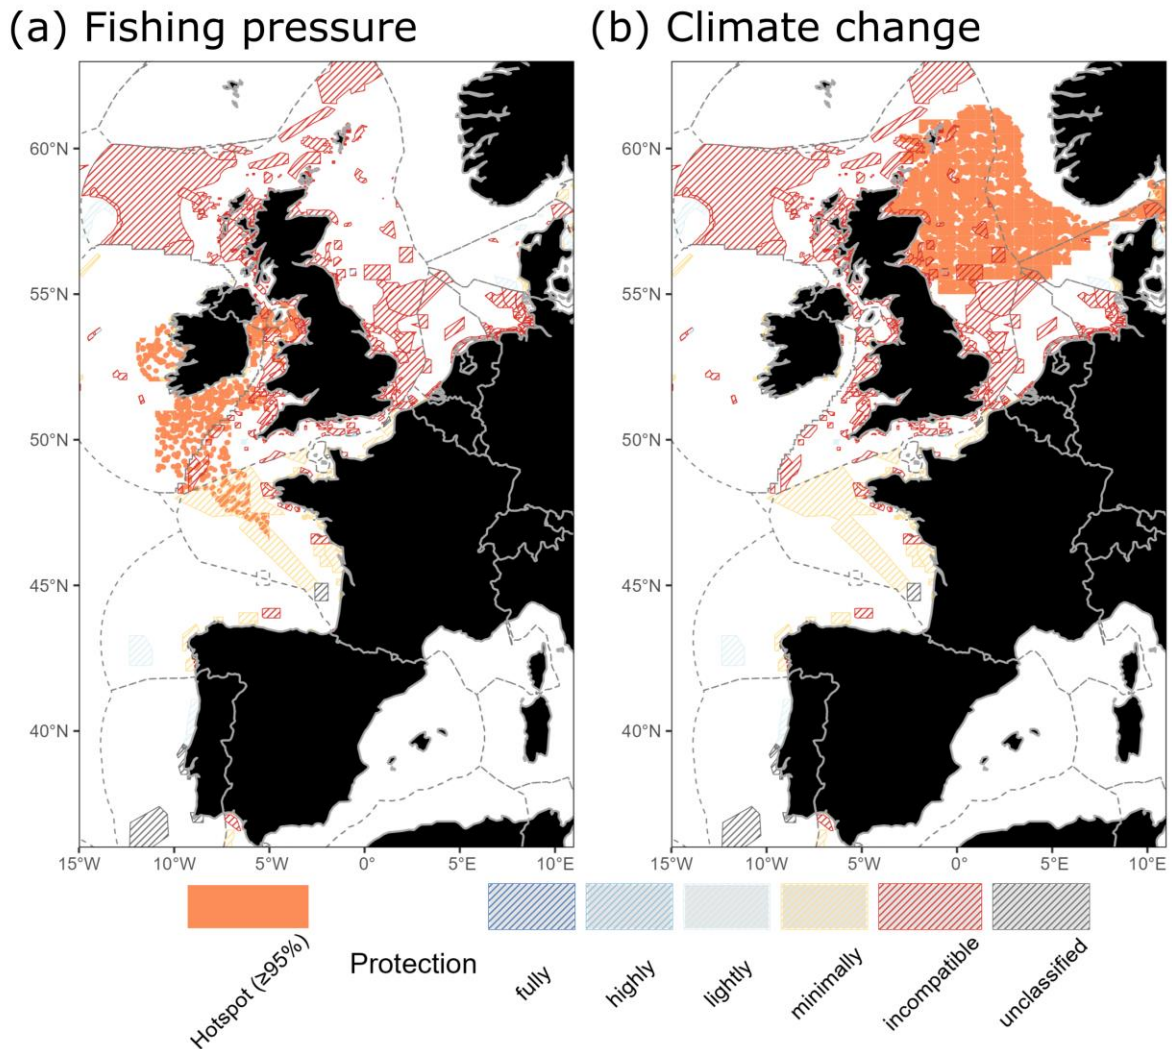 (a) Fishing pressure
(b) Climate change
60°N
55°N
50°N
45°N
40°N
15°W
10°W
5°W
0°E
5°E
10°E
60°N
55°N
50°N
45°N
40°N
15°W
10°W
5°W
0°E
5°E
10°E
Hotspot (≥95%)
Protection
fully
highly
lightly
minimally
incompatible
unclassified